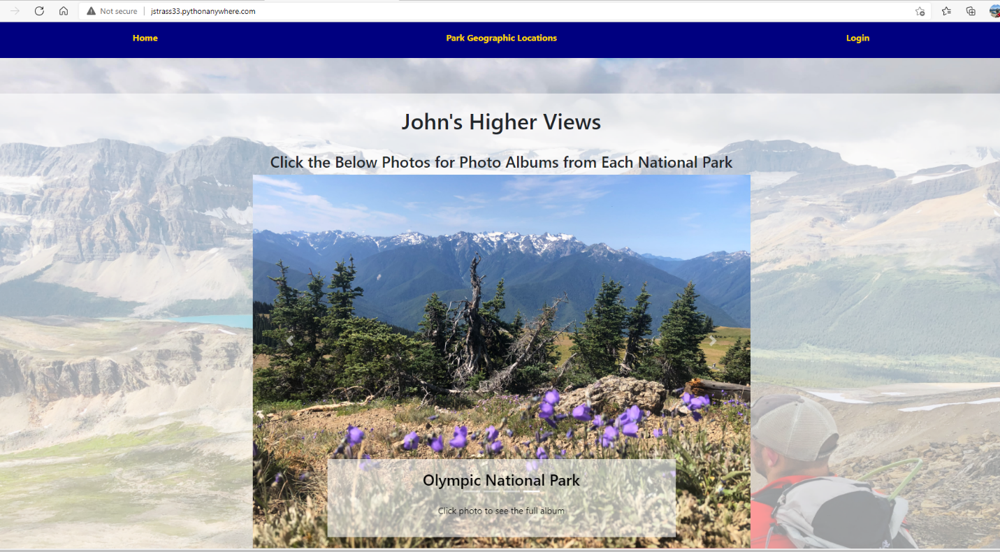 Not secure | jstrass33.pythonanywhere.com
Home Park Geographic Locations Login
John's Higher Views
Click the Below Photos for Photo Albums from Each National Park
Olympic National Park
Click photo to see the full album